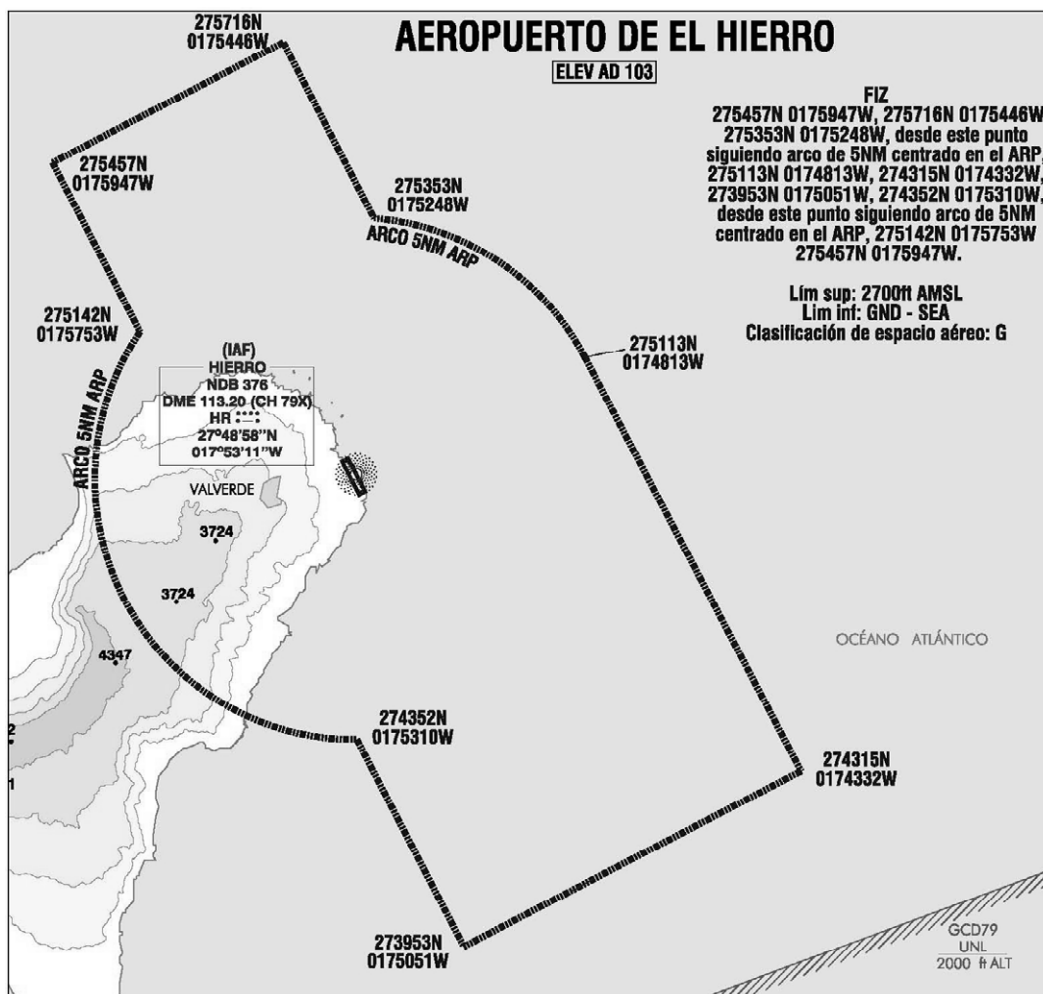 AEROPUERTO DE EL HIERRO
ELEV AD 103
FIZ
275457N 0175947W, 275716N 0175446W
275353N 0175248W, desde este punto
siguiendo arco de 5NM centrado en el ARP,
275113N 0174813W, 274315N 0174332W,
273953N 0175051W, 274352N 0175310W,
desde este punto siguiendo arco de 5NM
centrado en el ARP, 275142N 0175753W
275457N 0175947W.
Lím sup: 2700ft AMSL
Lim inf: GND - SEA
Clasificación de espacio aéreo: G
275716N
0175446W
275457N
0175947W
275353N
0175248W
ARCO 5NM ARP
275142N
0175753W
275113N
0174813W
(IAF)
HIERRO
NDB 376
DME 113.20 (CH 79X)
HR
27º48'58''N
017º53'11''W
ARCO 5NM ARP
VALVERDE
3724
3724
4347
2
1
OCÉANO ATLÁNTICO
274352N
0175310W
274315N
0174332W
273953N
0175051W
GCD79
UNL
2000 ft ALT